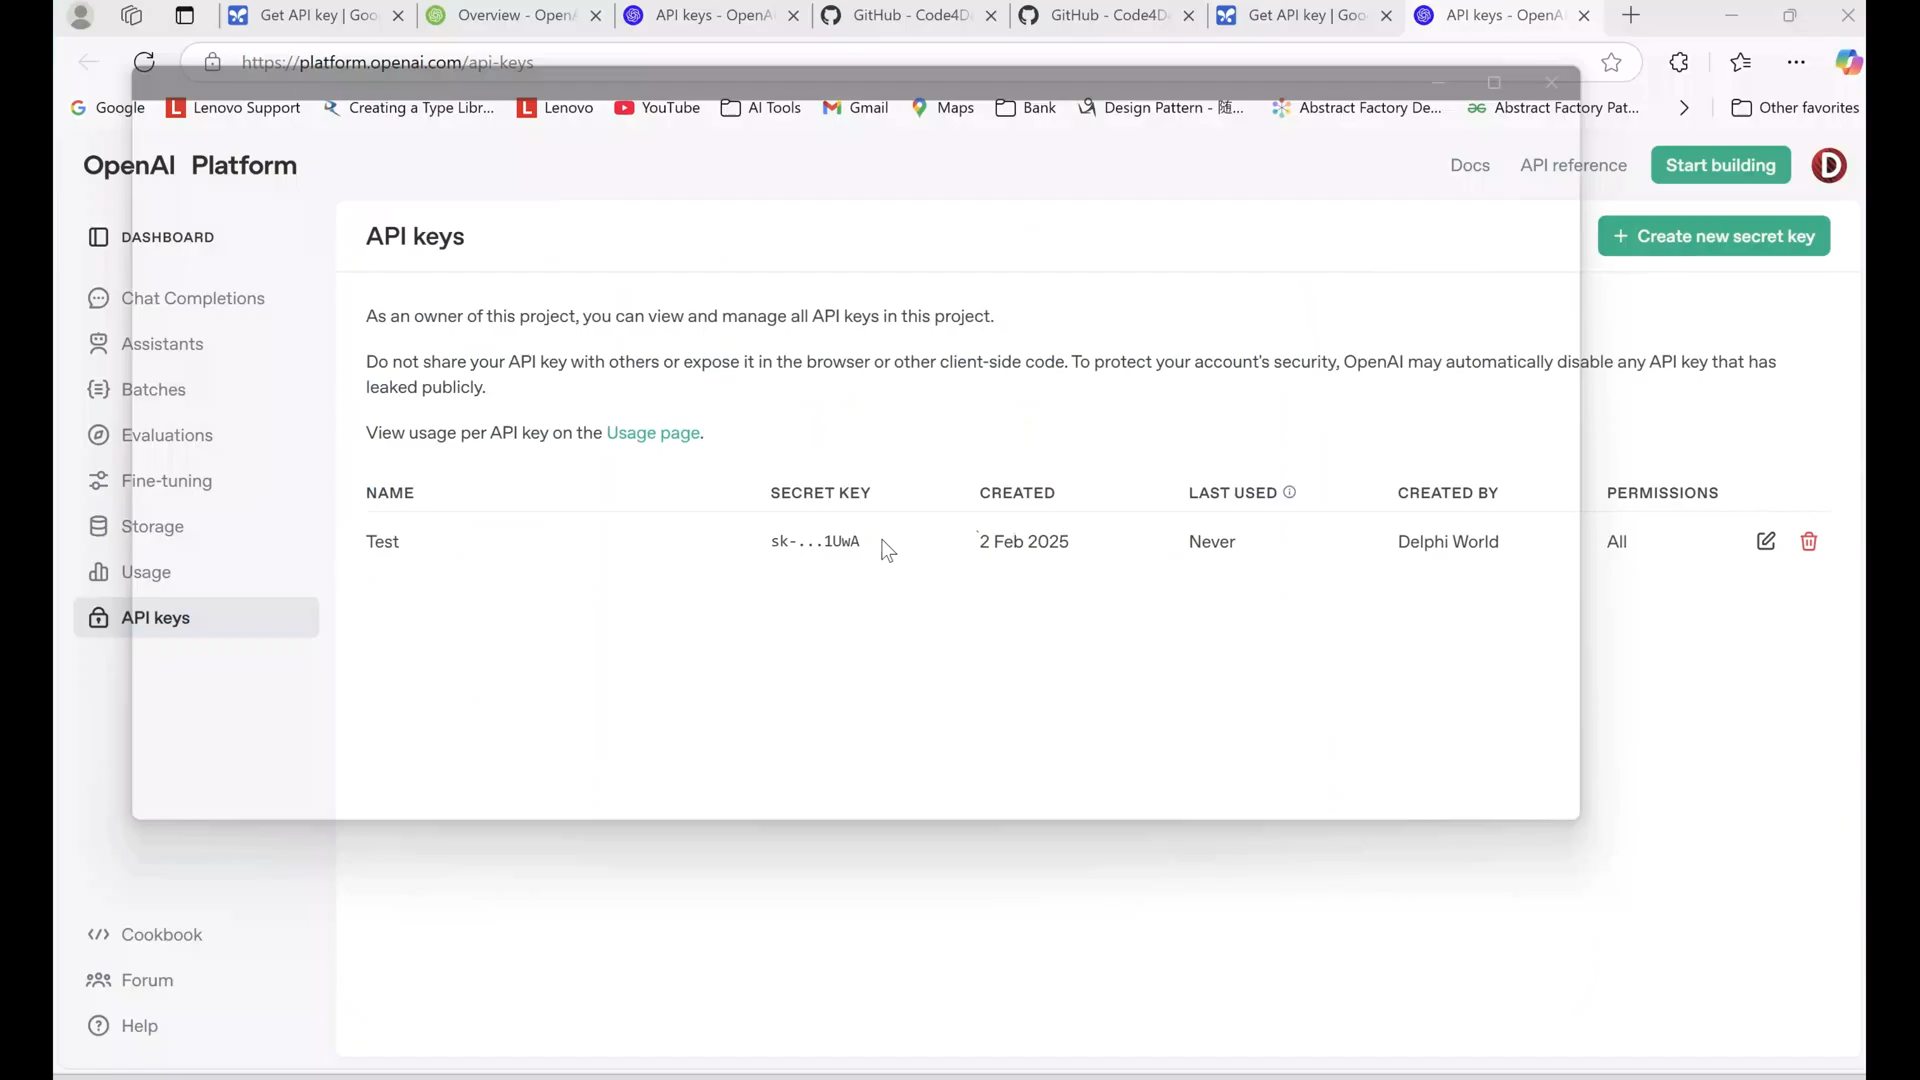 Get API key | Goo
Overview - OpenA
API keys - OpenA
GitHub - Code4D
GitHub - Code4D
Get API key | Goo
API keys - OpenA
https://platform.openai.com/api-keys
Google
Lenovo Support
Creating a Type Libr...
Lenovo
YouTube
AI Tools
Gmail
Maps
Bank
Design Pattern - 随...
Abstract Factory De...
Abstract Factory Pat...
Other favorites
OpenAI Platform
Docs
API reference
Start building
D
DASHBOARD
Chat Completions
Assistants
Batches
Evaluations
Fine-tuning
Storage
Usage
API keys
Cookbook
Forum
Help
API keys
+ Create new secret key
As an owner of this project, you can view and manage all API keys in this project.
Do not share your API key with others or expose it in the browser or other client-side code. To protect your account's security, OpenAI may automatically disable any API key that has
leaked publicly.
View usage per API key on the Usage page.
NAME SECRET KEY CREATED LAST USED CREATED BY PERMISSIONS
Test sk-...1UwA 2 Feb 2025 Never Delphi World All